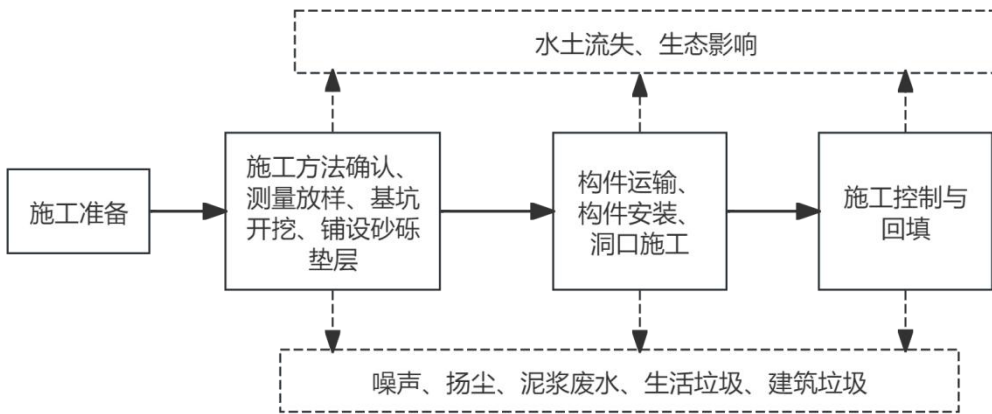 水土流失、生态影响
施工准备
施工方法确认、
测量放样、基坑
开挖、铺设砂砾
垫层
构件运输、
构件安装、
洞口施工
施工控制与
回填
噪声、扬尘、泥浆废水、生活垃圾、建筑垃圾